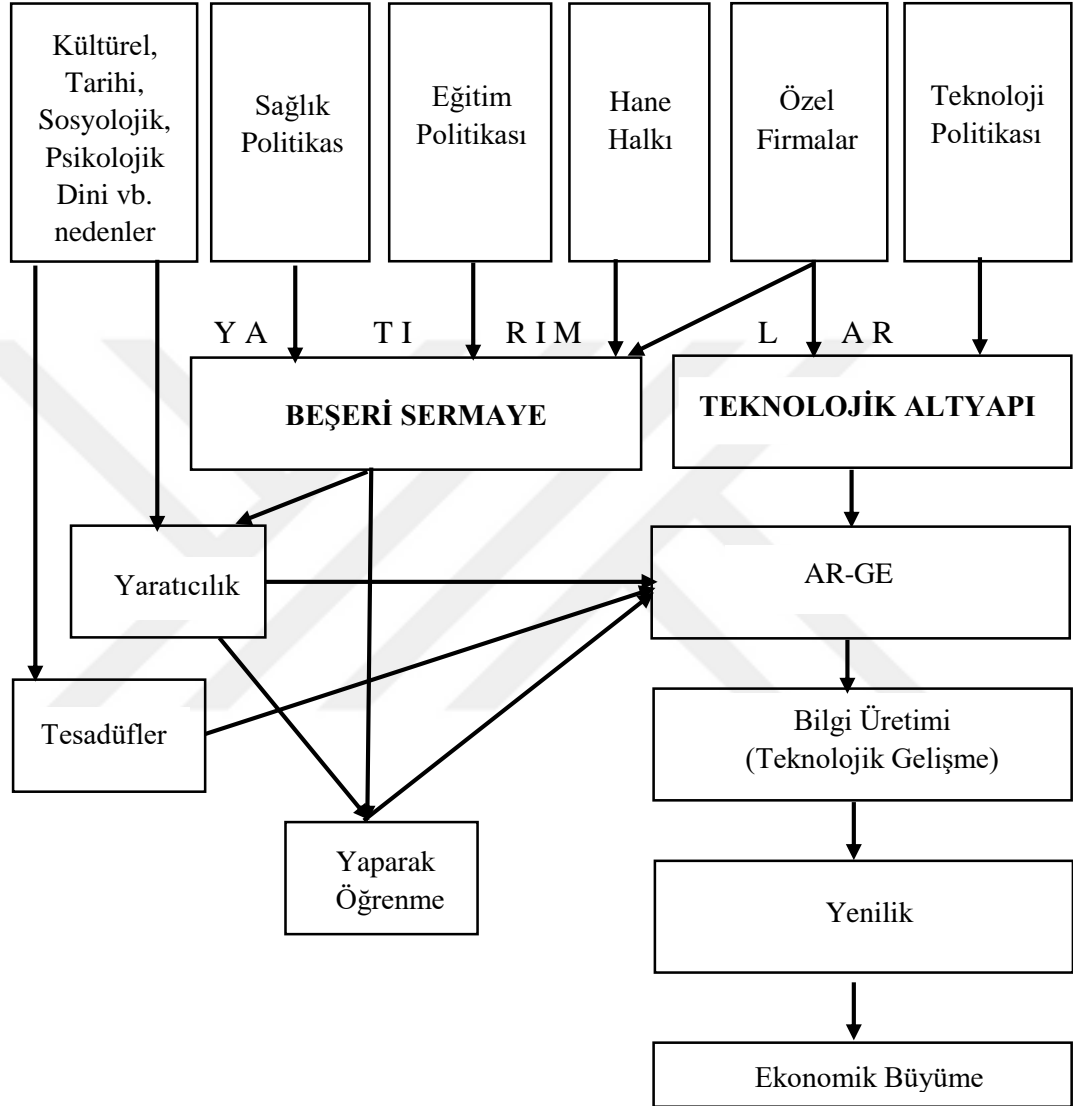 Kültürel,
Tarihi,
Sosyolojik,
Psikolojik
Dini vb.
nedenler
Sağlık
Politikas
Eğitim
Politikası
Hane
Halkı
Özel
Firmalar
Teknoloji
Politikası
Y A T I R I M L A R
BEŞERİ SERMAYE
TEKNOLOJİK ALTYAPI
Yaratıcılık
AR-GE
Tesadüfler
Bilgi Üretimi
(Teknolojik Gelişme)
Yaparak
Öğrenme
Yenilik
Ekonomik Büyüme